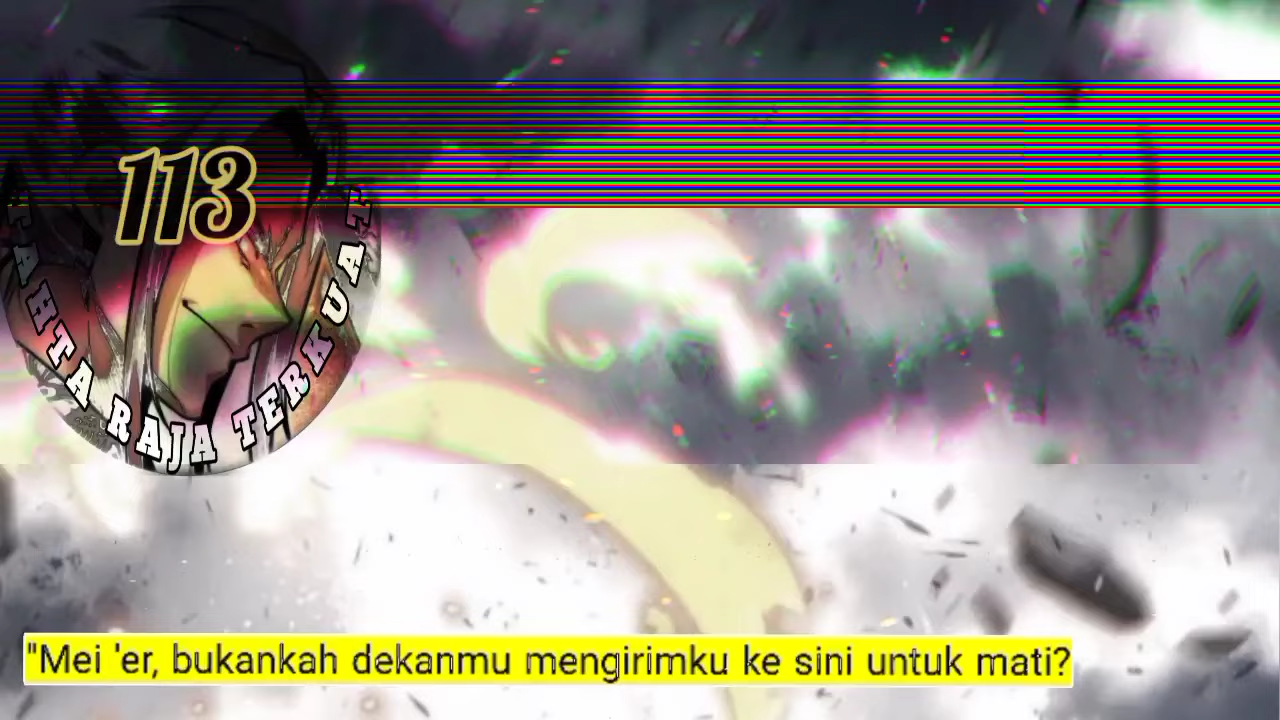 113
TAHTA RAJA TERKUAT
"Mei 'er, bukankah dekanmu mengirimku ke sini untuk mati?